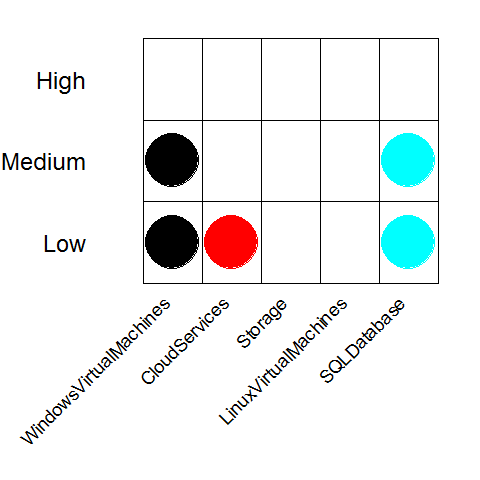 High
Medium
Low
WindowsVirtualMachines
CloudServices
Storage
LinuxVirtualMachines
SQLDatabase